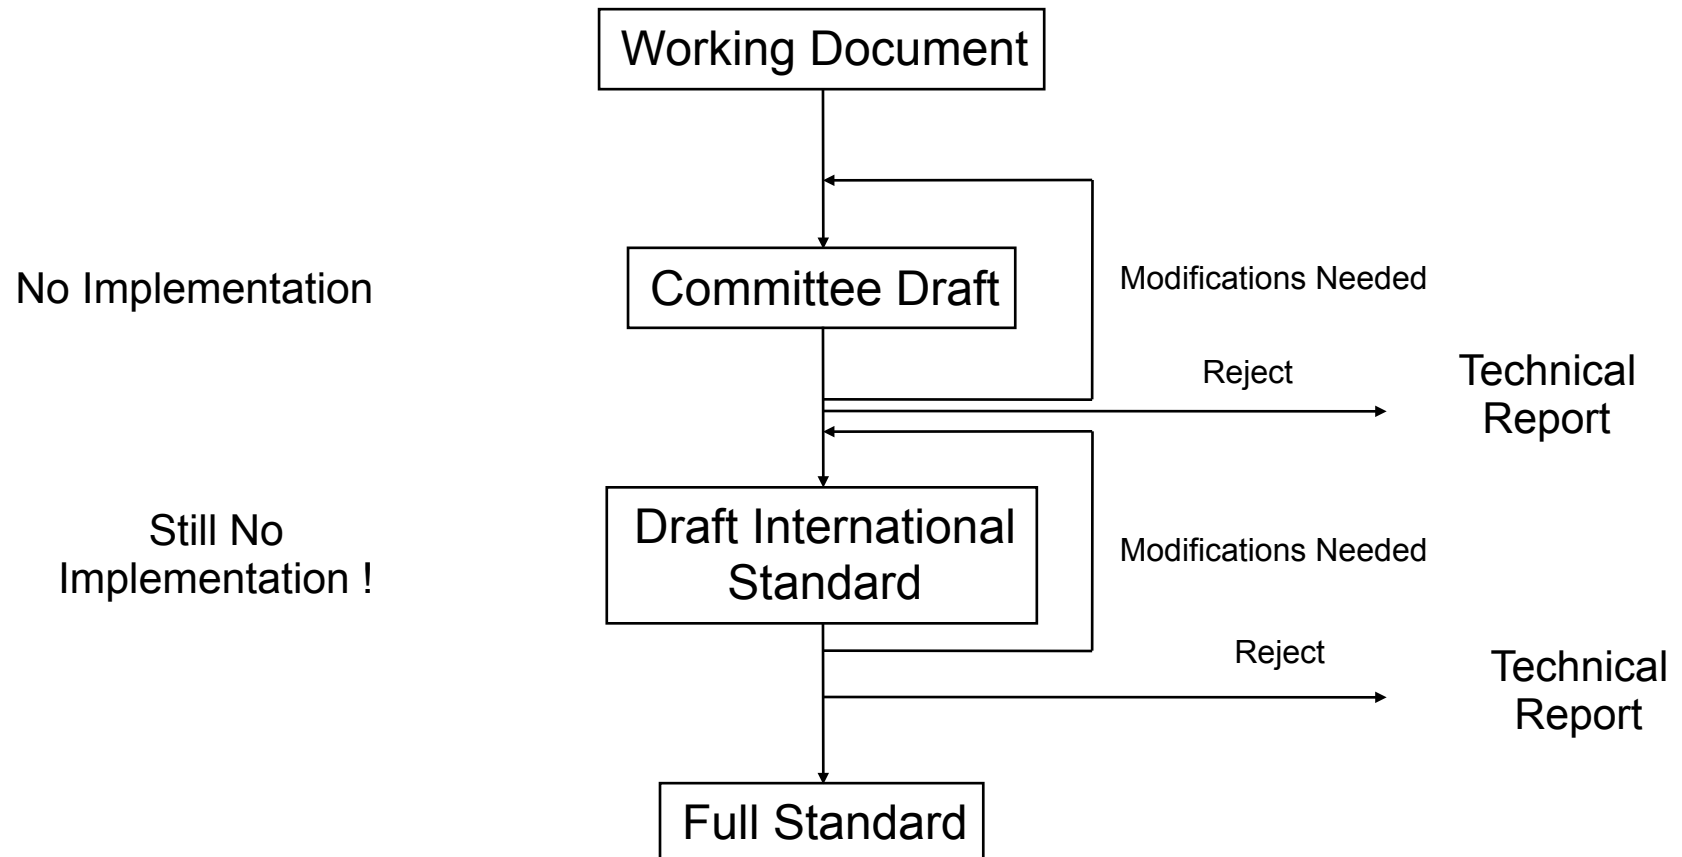 Working Document
No Implementation
Committee Draft
Modifications Needed
Reject
Technical
Report
Still No
Implementation !
Draft International
Standard
Modifications Needed
Reject
Technical
Report
Full Standard